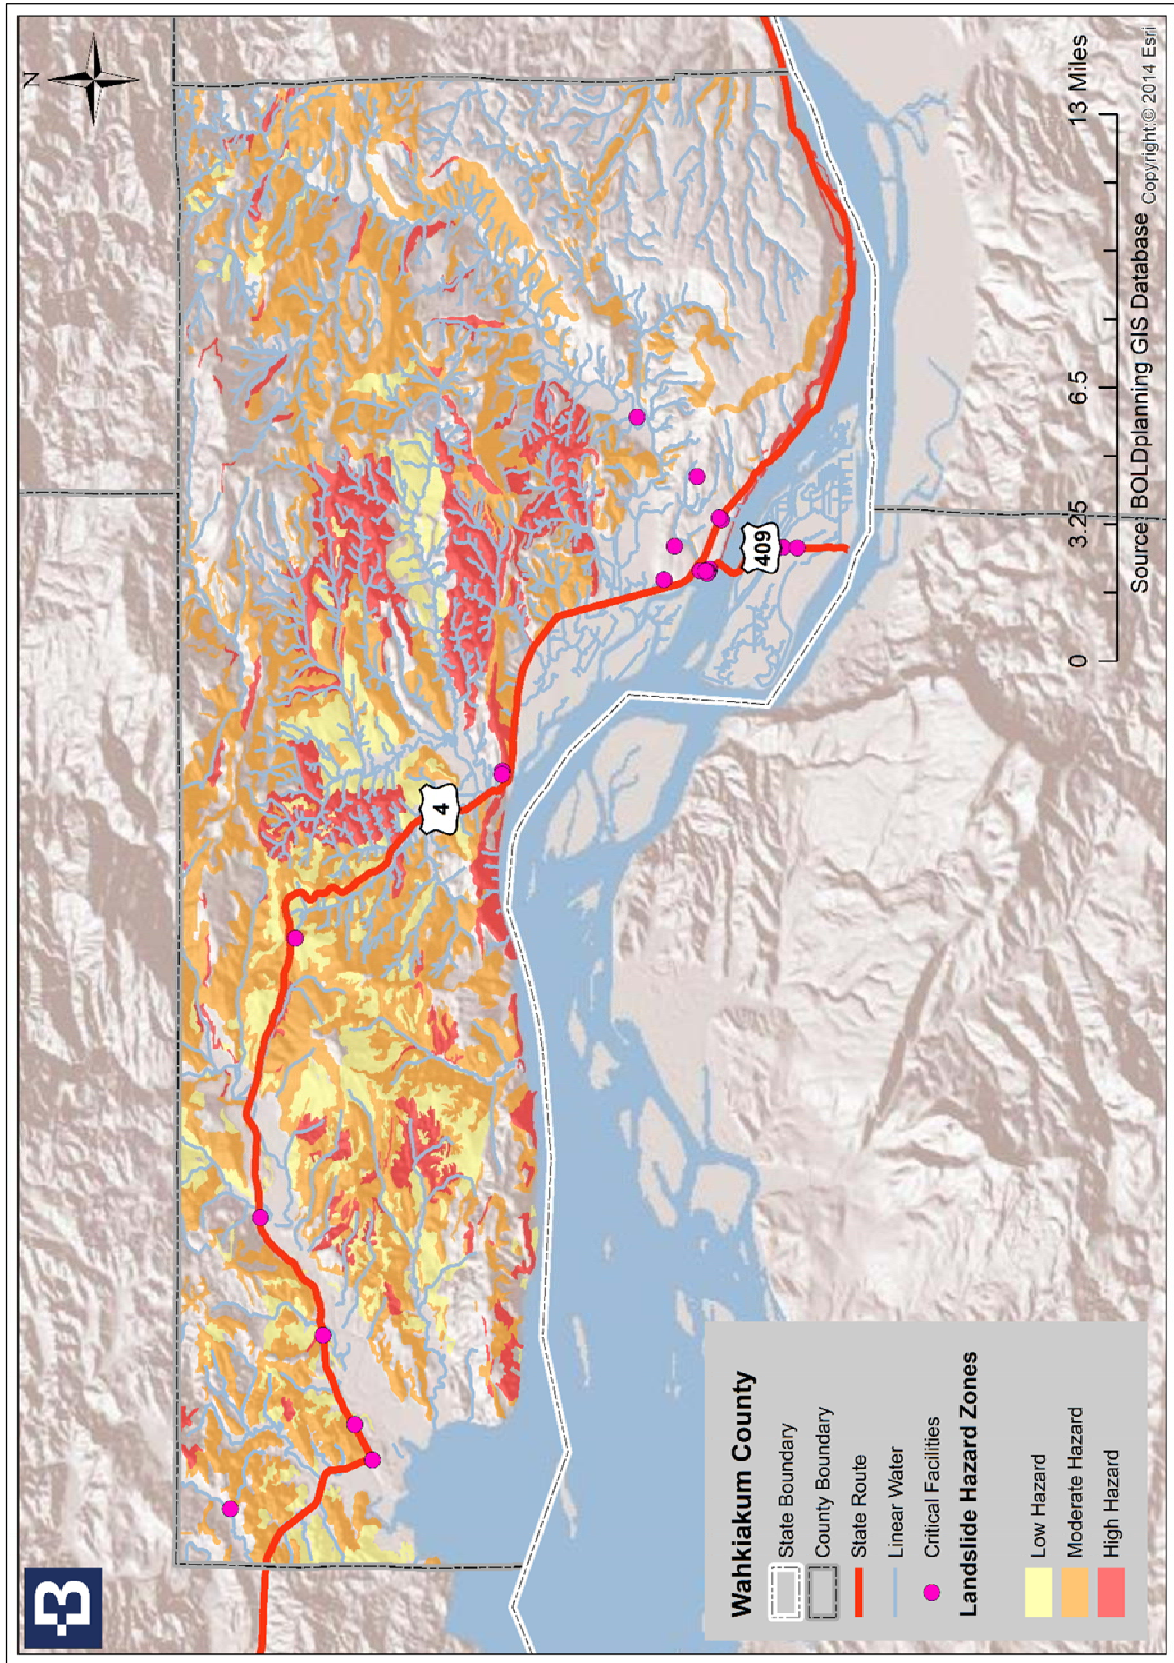 N
4
409
0
3.25
6.5
13 Miles
Source: BOLDplanning GIS Database
Copyright:© 2014 Esri
Wahkiakum County
State Boundary
County Boundary
State Route
Linear Water
Critical Facilities
Landslide Hazard Zones
Low Hazard
Moderate Hazard
High Hazard
B